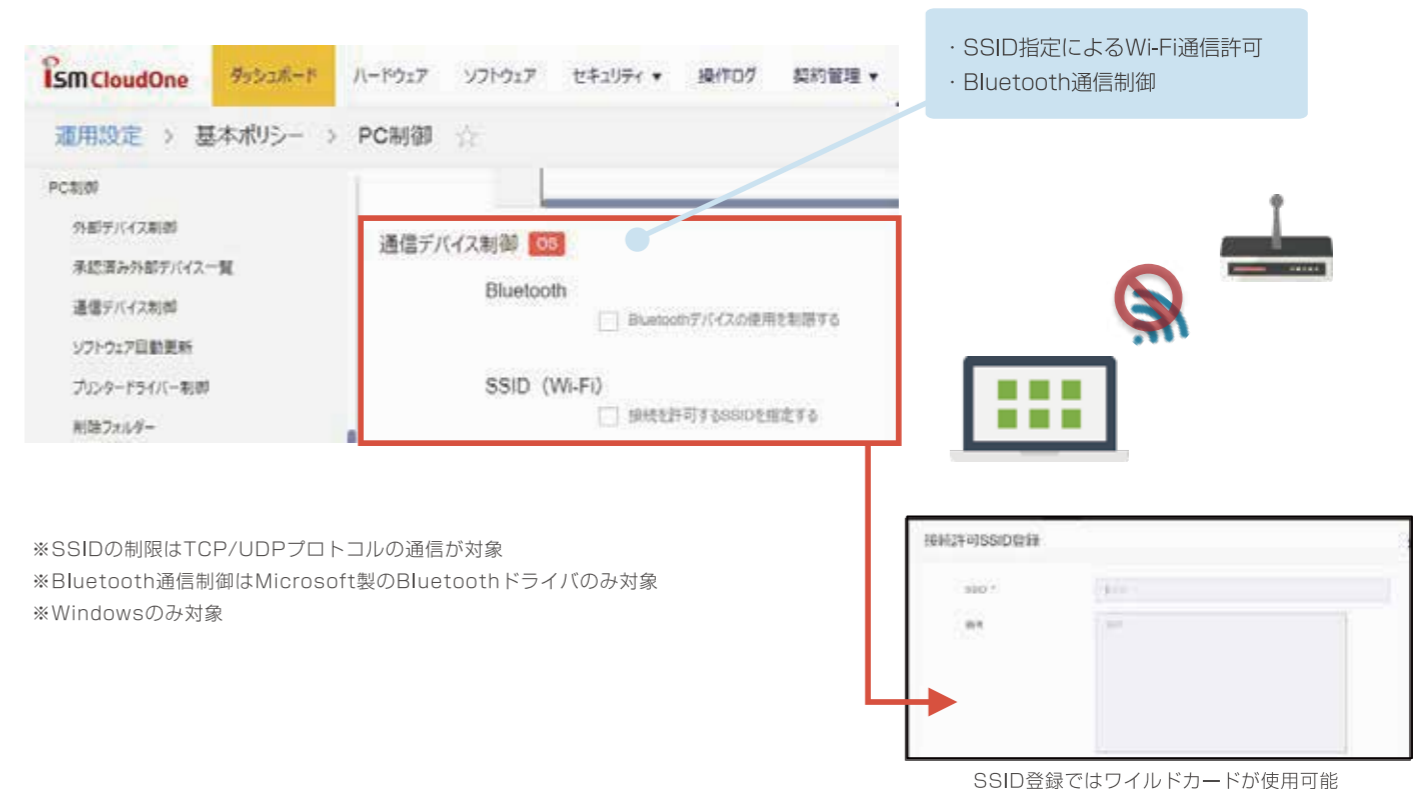 ・SSID指定によるWi-Fi通信許可
・Bluetooth通信制御
ism CloudOne
ダッシュボード ハードウェア ソフトウェア セキュリティ ▼ 操作ログ 契約管理 ▼
運用設定 > 基本ポリシー > PC制御 ☆
PC制御
外部デバイス制御
承認済み外部デバイス一覧
通信デバイス制御
ソフトウェア自動更新
プリンタードライバー制御
削除フォルダー
通信デバイス制御 OS
Bluetooth
Bluetoothデバイスの使用を制限する
SSID（Wi-Fi）
接続を許可するSSIDを指定する
※SSIDの制限はTCP/UDPプロトコルの通信が対象
※Bluetooth通信制御はMicrosoft製のBluetoothドライバのみ対象
※Windowsのみ対象
接続許可SSID登録
SSID *
備考
SSID登録ではワイルドカードが使用可能